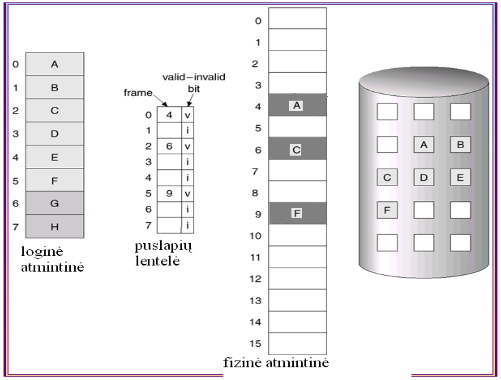 0 A
1 B
2 C
3 D
4 E
5 F
6 G
7 H
loginė
atmintinė
valid–invalid
bit
frame
0 4 v
1 i
2 6 v
3 i
4 i
5 9 v
6 i
7 i
puslapių
lentelė
0
1
2
3
4 A
5
6 C
7
8
9 F
10
11
12
13
14
15
fizinė atmintinė
A B
C D E
F